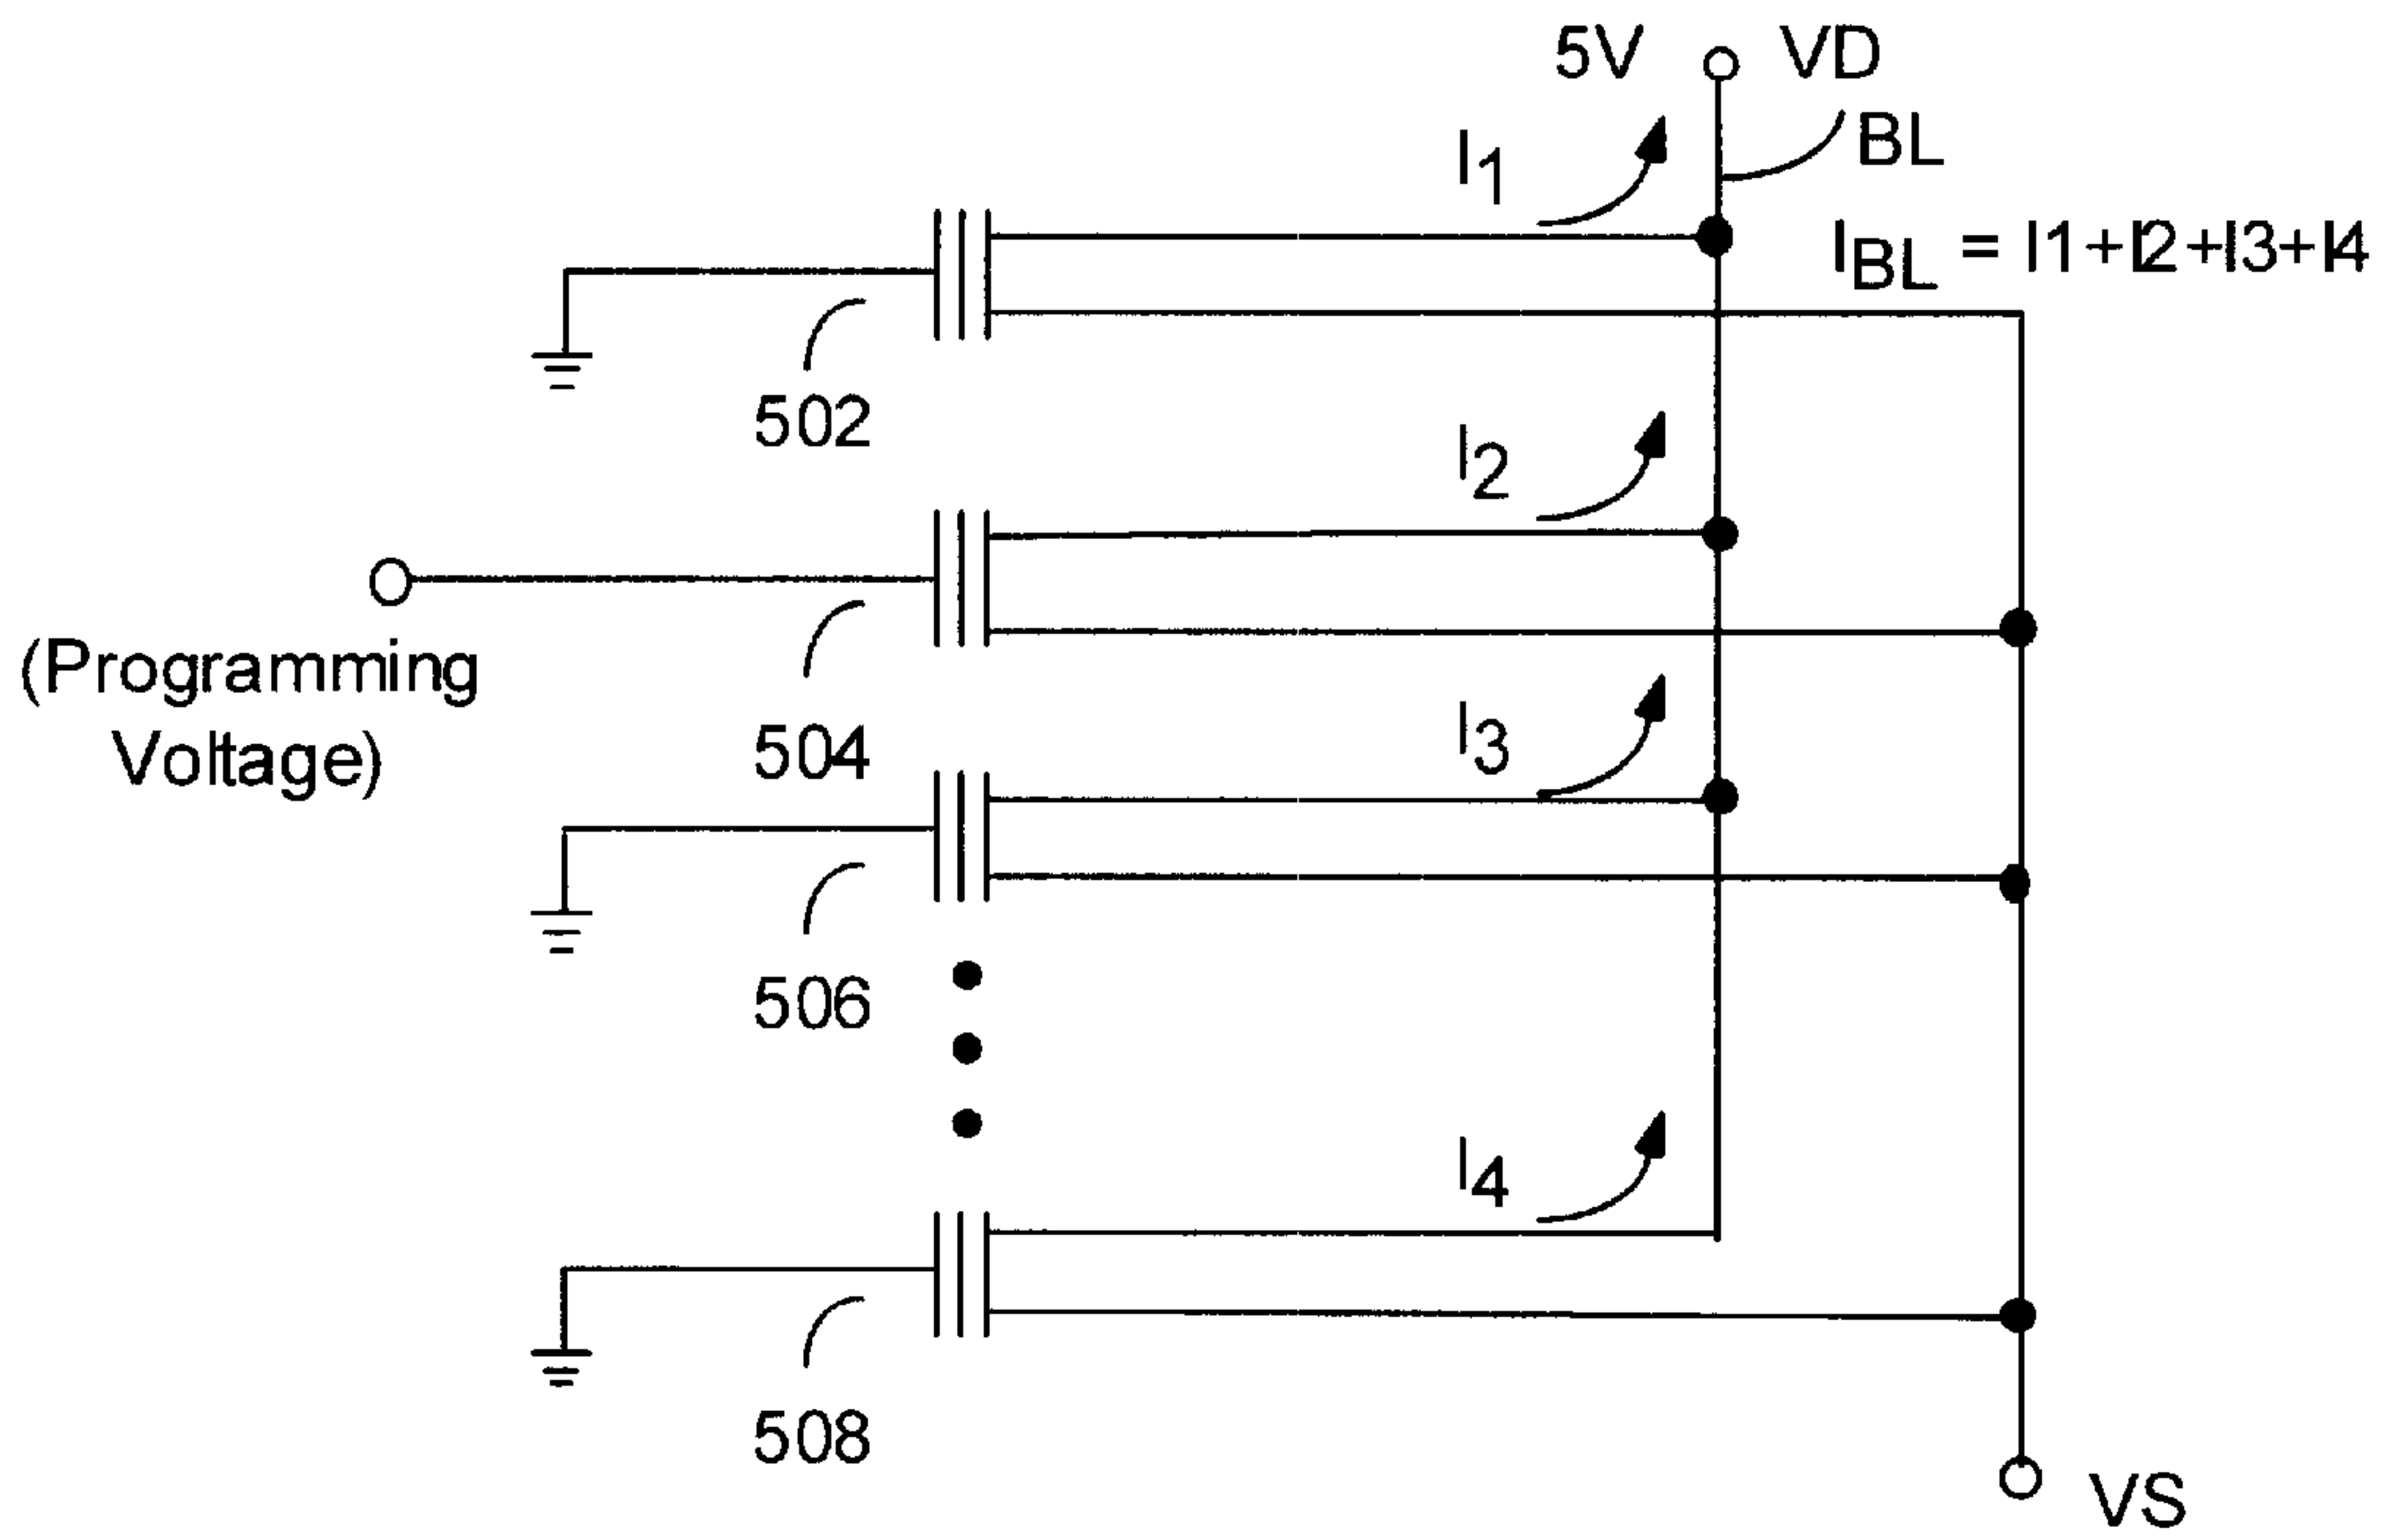 5V VD
BL
I1
IBL = I1+I2+I3+I4
502
I2
(Programming
Voltage)
504
I3
506
I4
508
VS